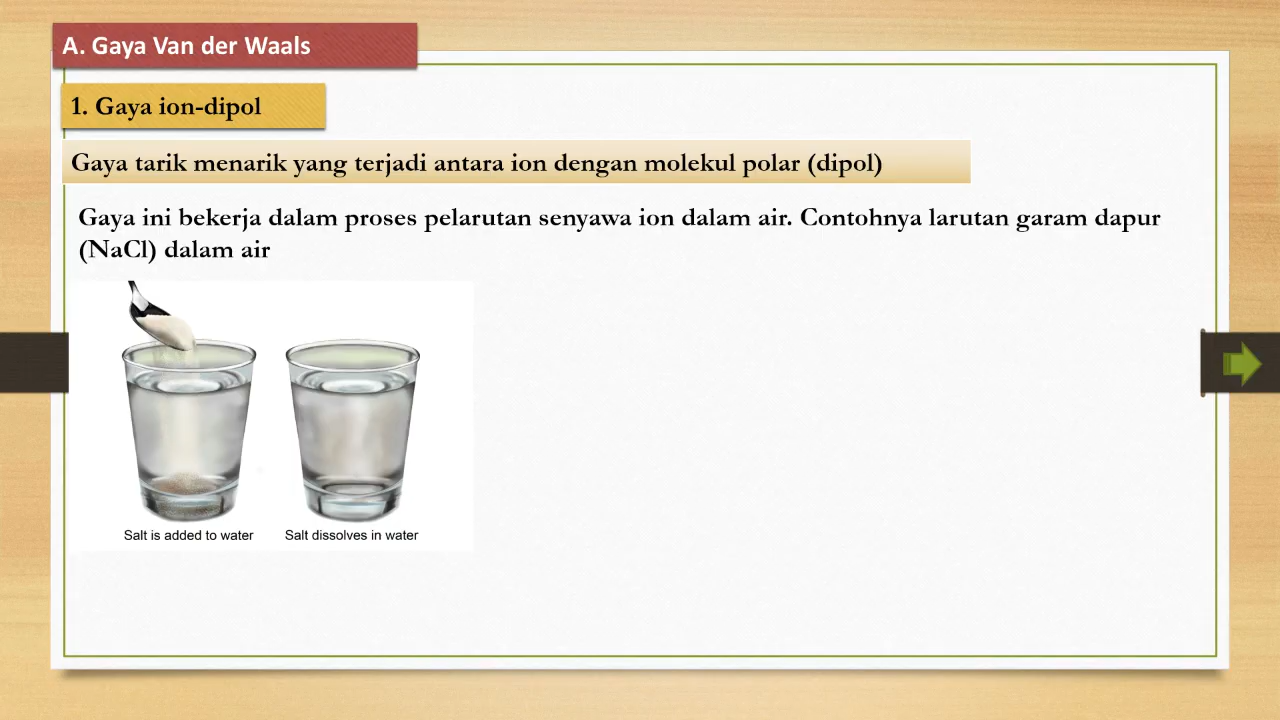 A. Gaya Van der Waals
1. Gaya ion-dipol
Gaya tarik menarik yang terjadi antara ion dengan molekul polar (dipol)
Gaya ini bekerja dalam proses pelarutan senyawa ion dalam air. Contohnya larutan garam dapur
(NaCl) dalam air
Salt is added to water
Salt dissolves in water